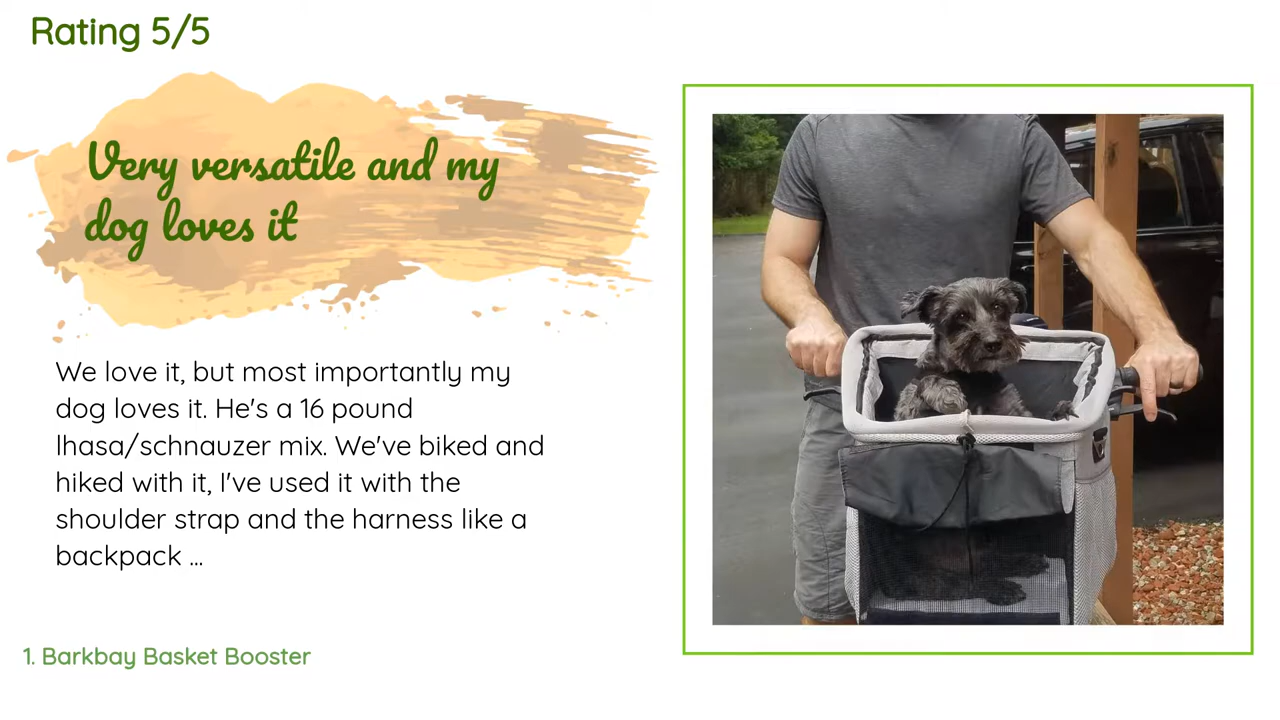 Rating 5/5
Very versatile and my
dog loves it
We love it, but most importantly my
dog loves it. He's a 16 pound
lhasa/schnauzer mix. We've biked and
hiked with it, I've used it with the
shoulder strap and the harness like a
backpack ...
1. Barkbay Basket Booster